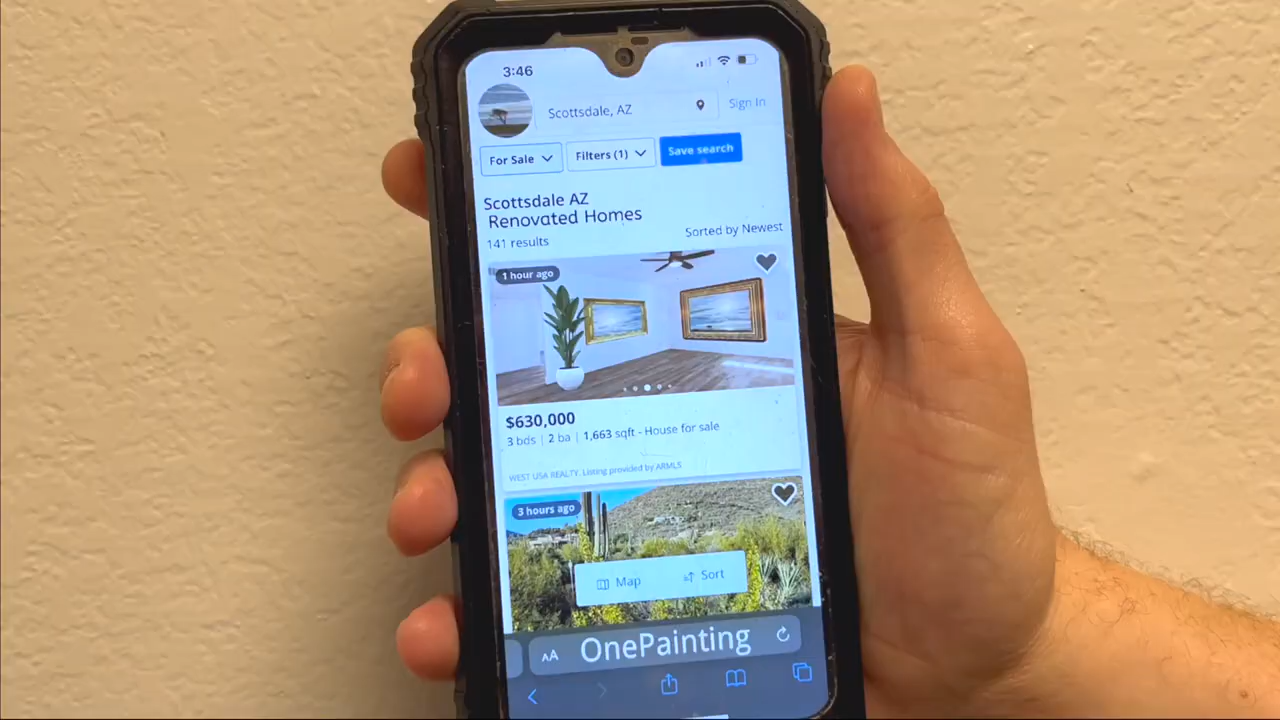 3:46
Scottsdale, AZ
Sign In
For Sale
Filters (1)
Save search
Scottsdale AZ
Renovated Homes
141 results
Sorted by Newest
1 hour ago
$630,000
3 bds | 2 ba | 1,663 sqft - House for sale
WEST USA REALTY. Listing provided by ARMLS
3 hours ago
Map
Sort
AA
OnePainting